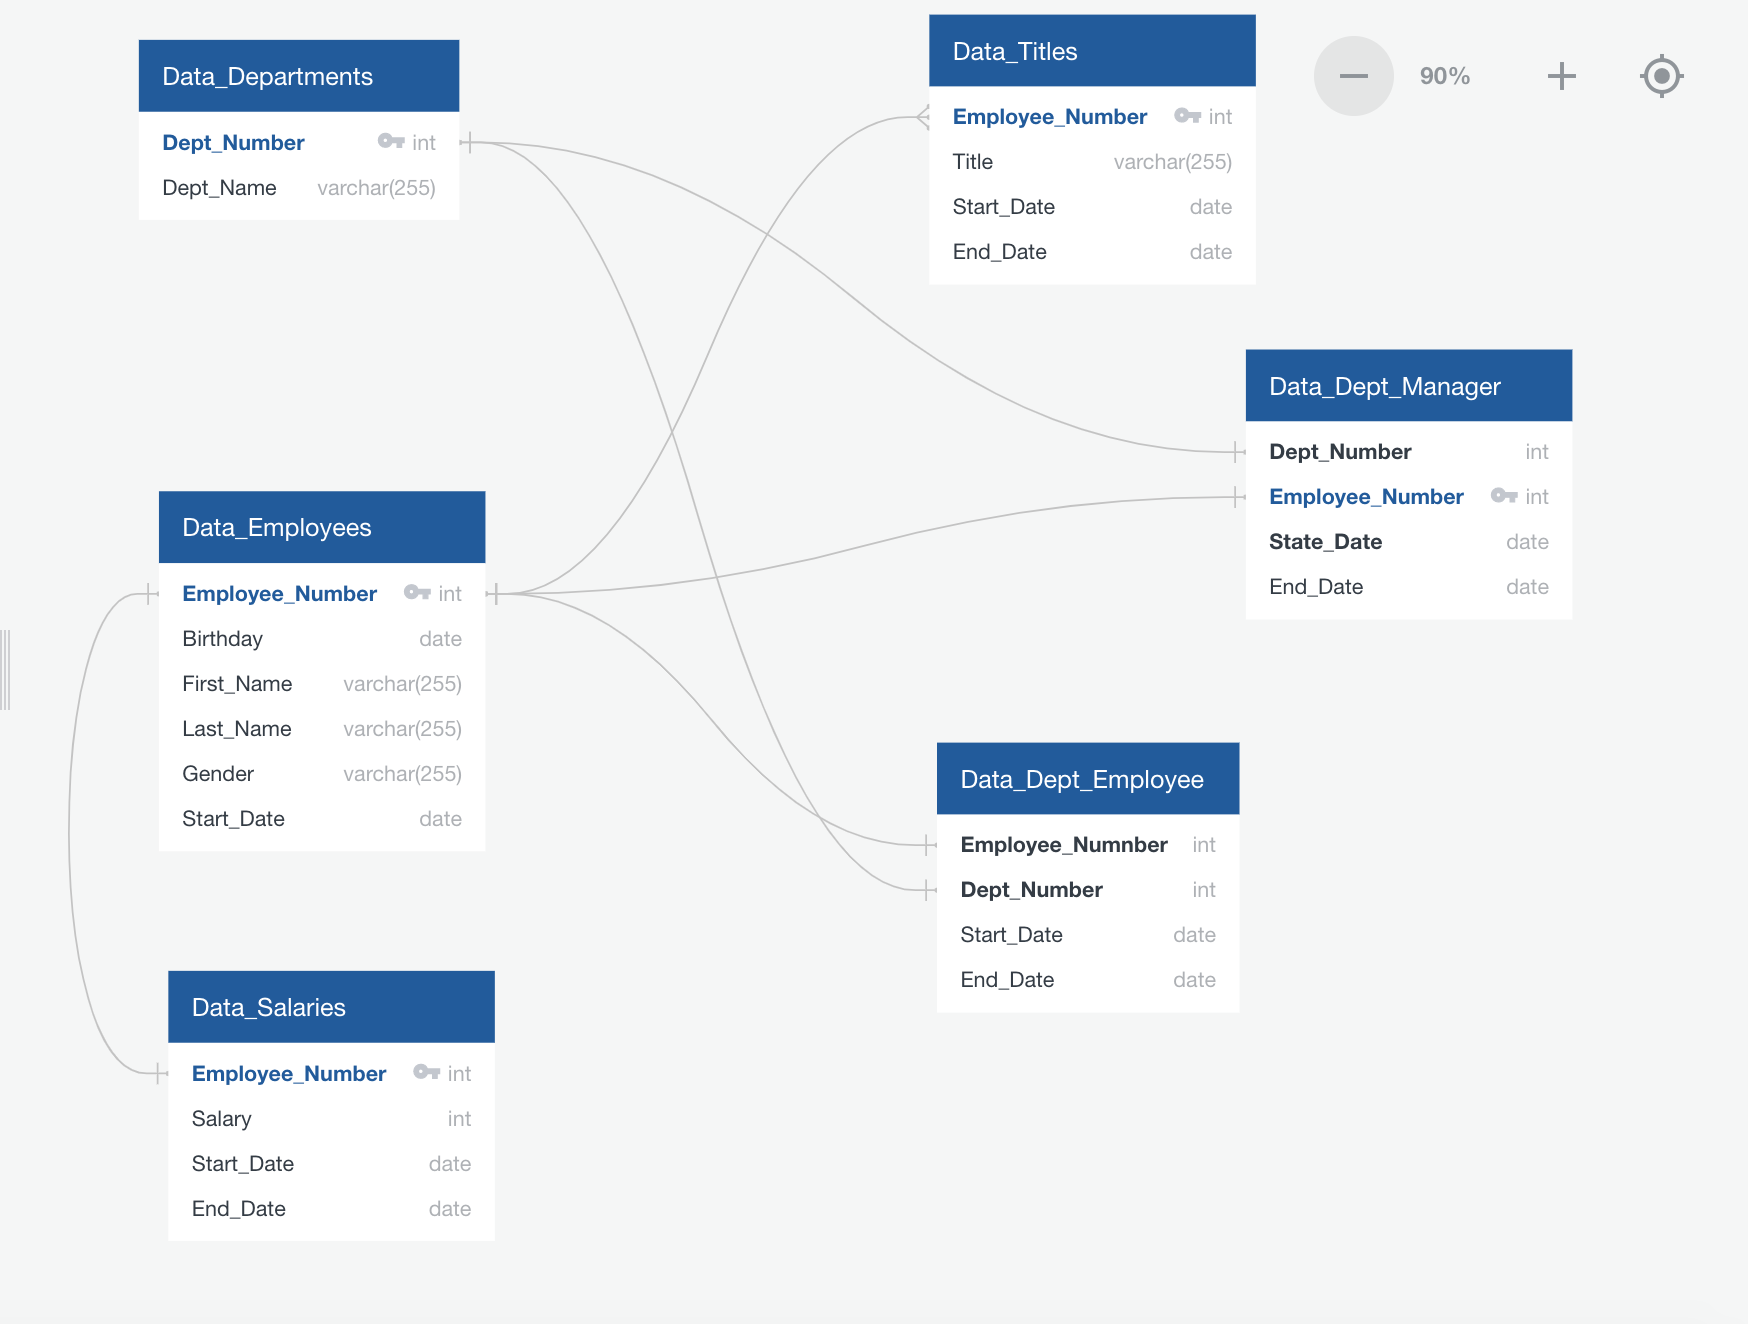 Data_Departments
Dept_Number int
Dept_Name varchar(255)
Data_Titles
Employee_Number int
Title varchar(255)
Start_Date date
End_Date date
90%
Data_Dept_Manager
Dept_Number int
Employee_Number int
State_Date date
End_Date date
Data_Employees
Employee_Number int
Birthday date
First_Name varchar(255)
Last_Name varchar(255)
Gender varchar(255)
Start_Date date
Data_Dept_Employee
Employee_Numnber int
Dept_Number int
Start_Date date
End_Date date
Data_Salaries
Employee_Number int
Salary int
Start_Date date
End_Date date